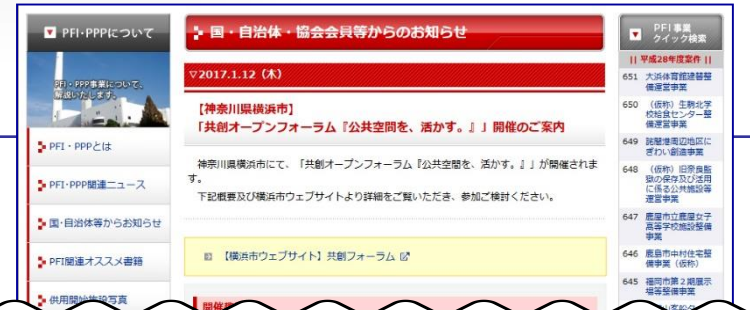 PFI・PPPについて
PFI・PPP事業について、
解説いたします。
PFI・PPPとは
PFI・PPP関連ニュース
国・自治体等からお知らせ
PFI関連オススメ書籍
供用開始施設写真
国・自治体・協会会員等からのお知らせ
▽2017.1.12（木）
【神奈川県横浜市】
「共創オープンフォーラム『公共空間を、活かす。』」開催のご案内
神奈川県横浜市にて、「共創オープンフォーラム『公共空間を、活かす。』」が開催されま
す。
下記概要及び横浜市ウェブサイトより詳細をご覧いただき、参加ご検討ください。
【横浜市ウェブサイト】共創フォーラム
開催
PFI事業
クイック検索
|| 平成28年度案件 ||
651 大浜体育館建替整
備運営事業
650 （仮称）生駒北学
校給食センター整
備運営事業
649 諸屋港周辺地区に
ぎわい創造事業
648 （仮称）旧奈良監
獄の保存及び活用
に係る公共施設等
運営事業
647 鹿屋市立鹿屋女子
高等学校施設整備
事業
646 鹿島市中村住宅整
備事業（仮称）
645 福岡市第2期展示
場等整備事業